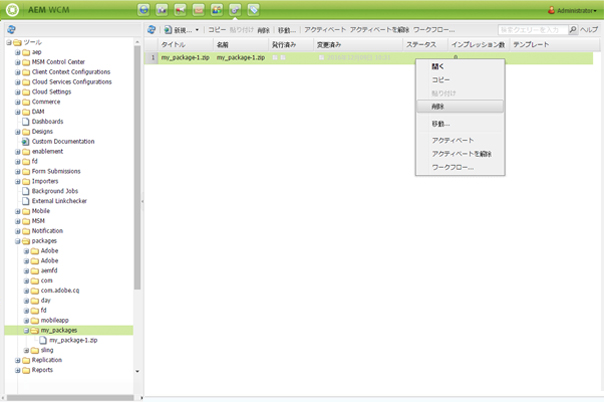 AEM WCM
Administrator
新規... コピー 貼り付け 削除 移動... アクティベート アクティベートを解除 ワークフロー... 検索クエリーを入力 ヘルプ
タイトル 名前 発行済み 変更済み ステータス インプレッション数 テンプレート
1 my_package-1.zip my_package-1.zip 0
開く
コピー
貼り付け
削除
移動...
アクティベート
アクティベートを解除
ワークフロー...
ツール
aep
MSM Control Center
Client Context Configurations
Cloud Services Configurations
Cloud Settings
Commerce
DAM
Dashboards
Designs
Custom Documentation
enablement
fd
Form Submissions
Importers
Background Jobs
External Linkchecker
Mobile
MSM
Notification
packages
Adobe
Adobe
aemfd
com
com.adobe.cq
day
fd
mobileapp
my_packages
my_package-1.zip
sling
Replication
Reports